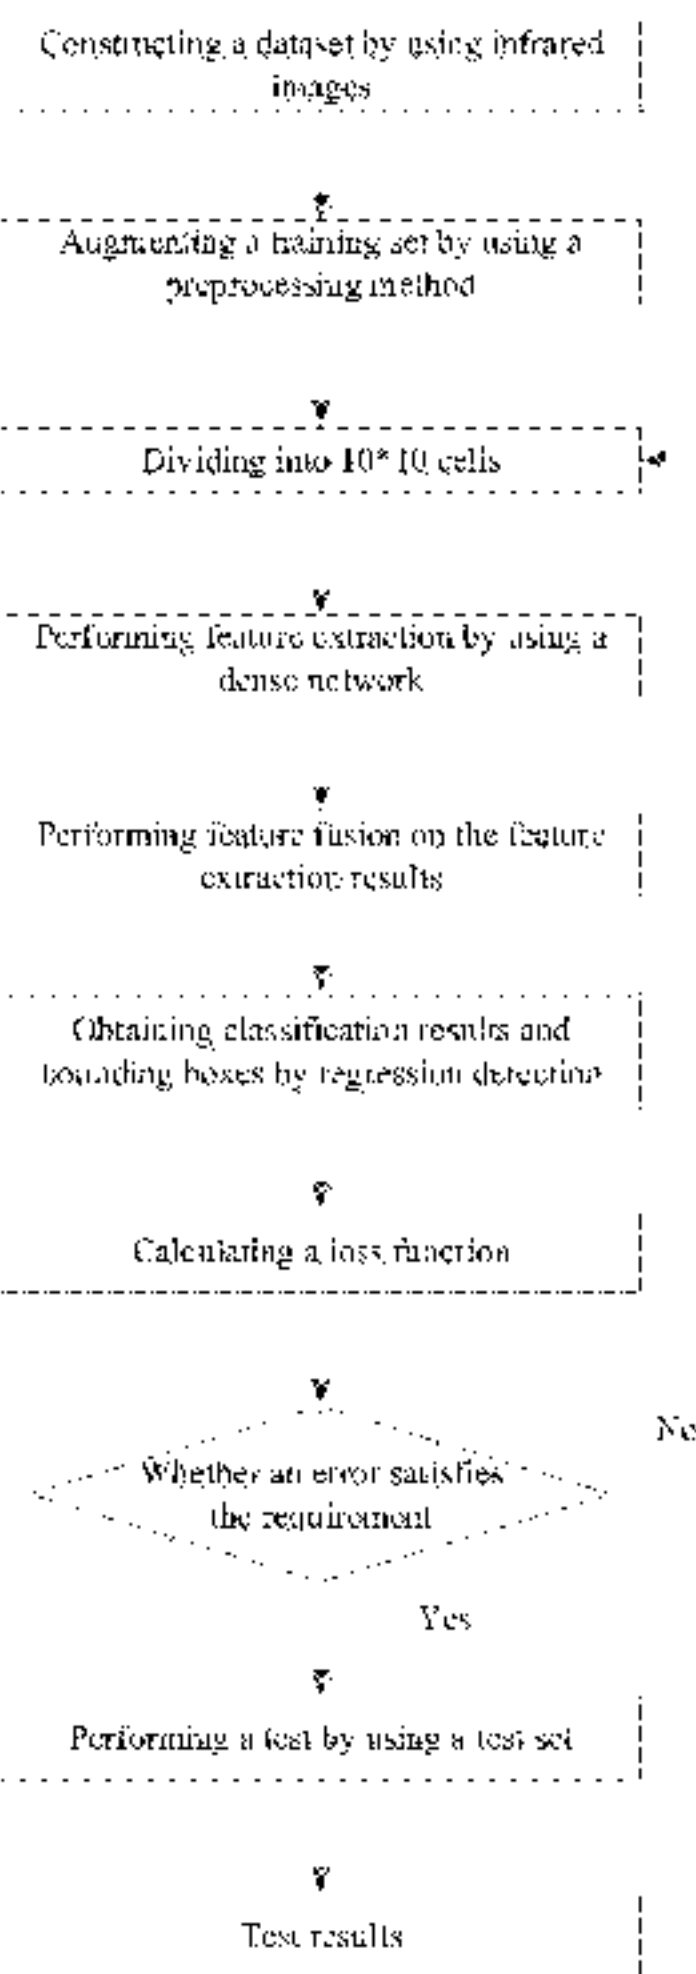 Constructing a dataset by using infrared
images
Augmenting a training set by using a
preprocessing method
Dividing into 10*10 cells
Performing feature extraction by using a
dense network
Performing feature fusion on the feature
extraction results
Obtaining classification results and
bounding boxes by regression detection
Calculating a loss function
No
Whether an error satisfies
the requirement
Yes
Performing a test by using a test set
Test results